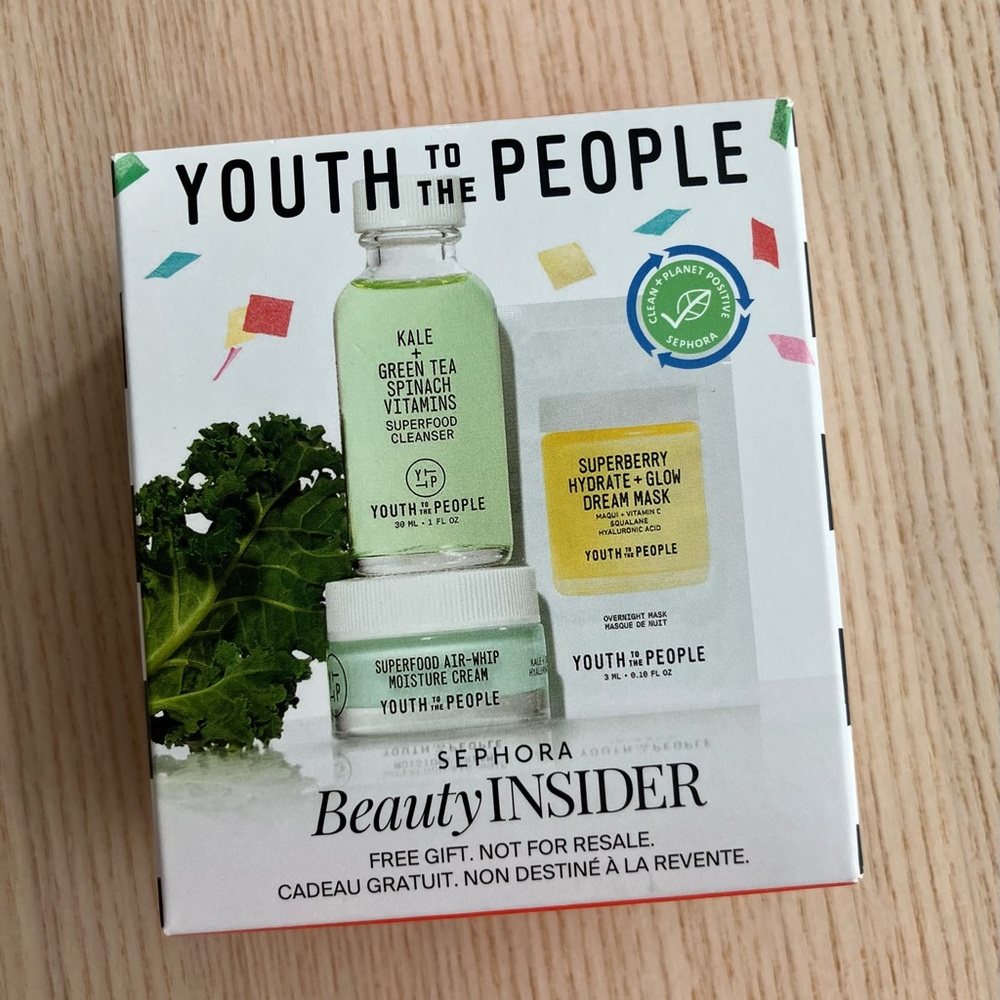 YOUTH TO THE PEOPLE
CLEAN + PLANET POSITIVE
SEPHORA
KALE
+
GREEN TEA
SPINACH
VITAMINS
SUPERFOOD
CLEANSER
Y T P
YOUTH TO THE PEOPLE
30 ML • 1 FL OZ
SUPERBERRY
HYDRATE + GLOW
DREAM MASK
MAQUI + VITAMIN C
SQUALANE
HYALURONIC ACID
YOUTH TO THE PEOPLE
OVERNIGHT MASK
MASQUE DE NUIT
YOUTH TO THE PEOPLE
3 ML • 0.10 FL OZ
SUPERFOOD AIR-WHIP
MOISTURE CREAM
YOUTH TO THE PEOPLE
KALE
SEPHORA
Beauty INSIDER
FREE GIFT. NOT FOR RESALE.
CADEAU GRATUIT. NON DESTINÉ À LA REVENTE.